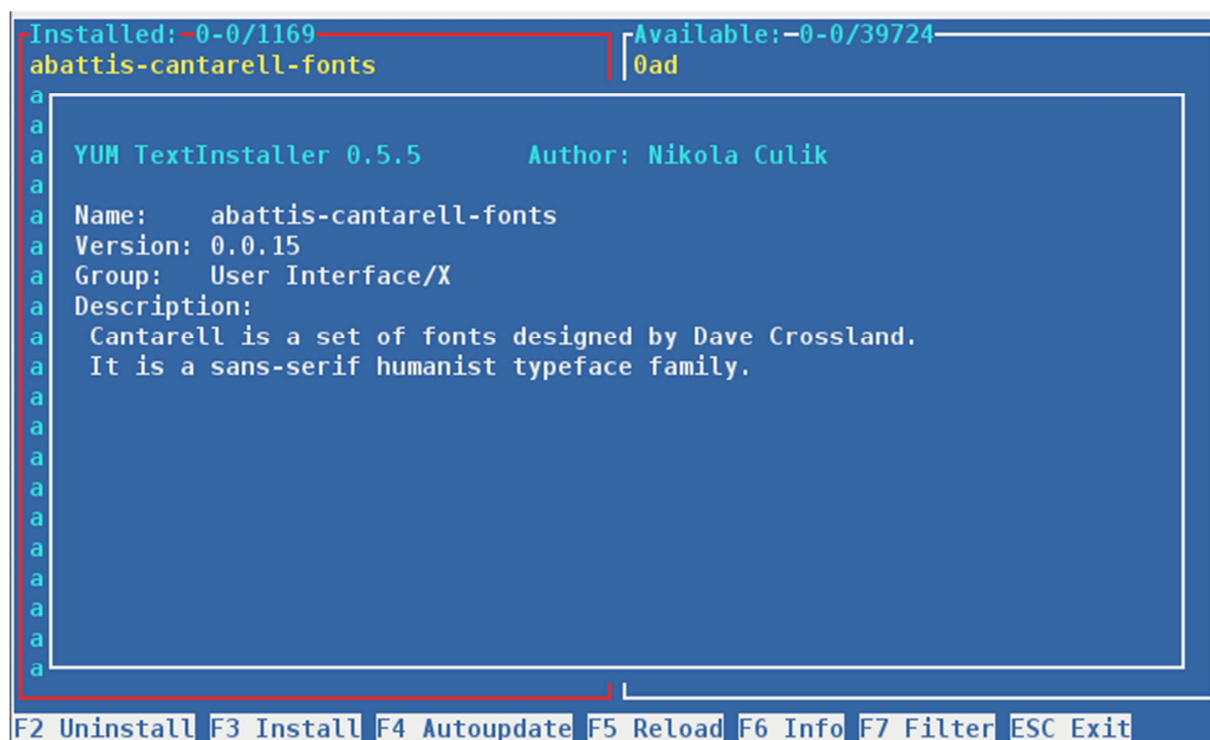 Installed: 0-0/1169
Available: 0-0/39724
abattis-cantarell-fonts
0ad
a
a
a YUM TextInstaller 0.5.5 Author: Nikola Culik
a
a Name: abattis-cantarell-fonts
a Version: 0.0.15
a Group: User Interface/X
a Description:
a Cantarell is a set of fonts designed by Dave Crossland.
a It is a sans-serif humanist typeface family.
a
a
a
a
a
a
a
a
a
a
F2 Uninstall F3 Install F4 Autoupdate F5 Reload F6 Info F7 Filter ESC Exit